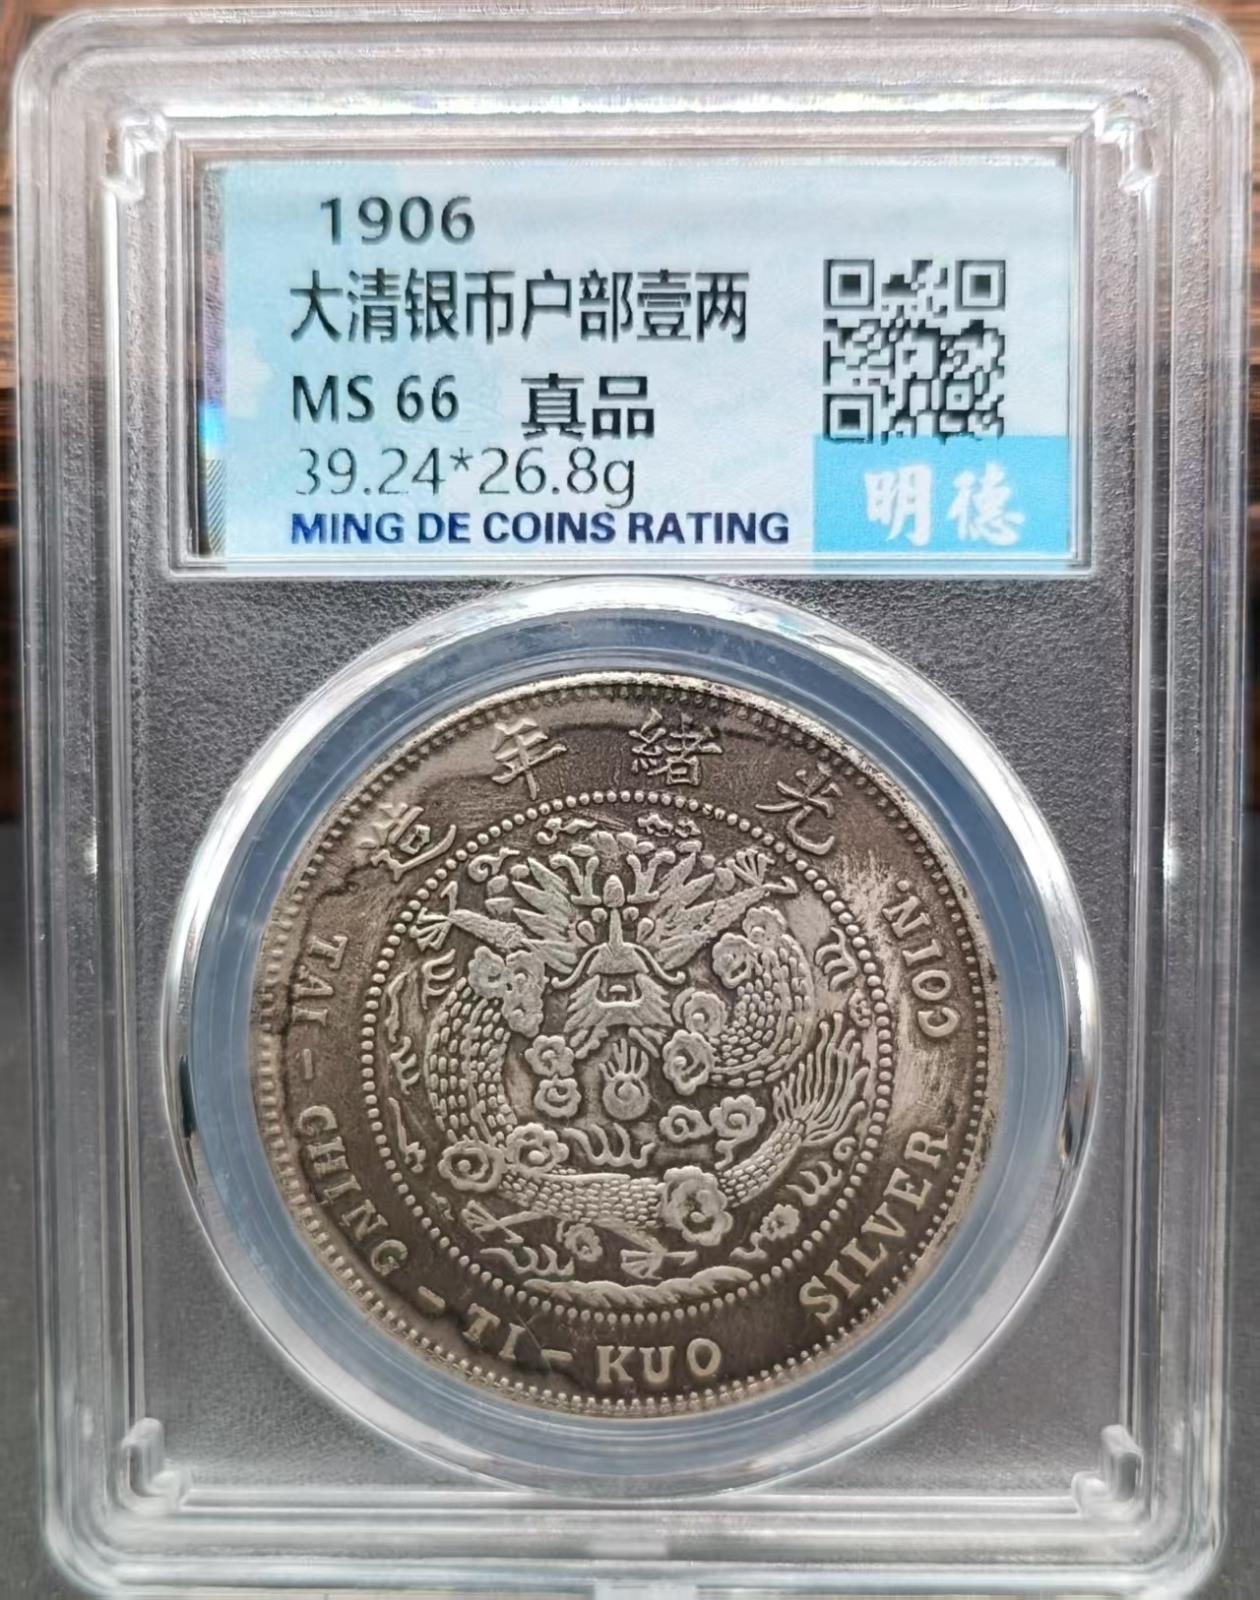 1906
大清银币户部壹两
MS 66 真品
39.24*26.8g
MING DE COINS RATING
明德
造年緒光
TAI-CHING-TI-KUO SILVER COIN.